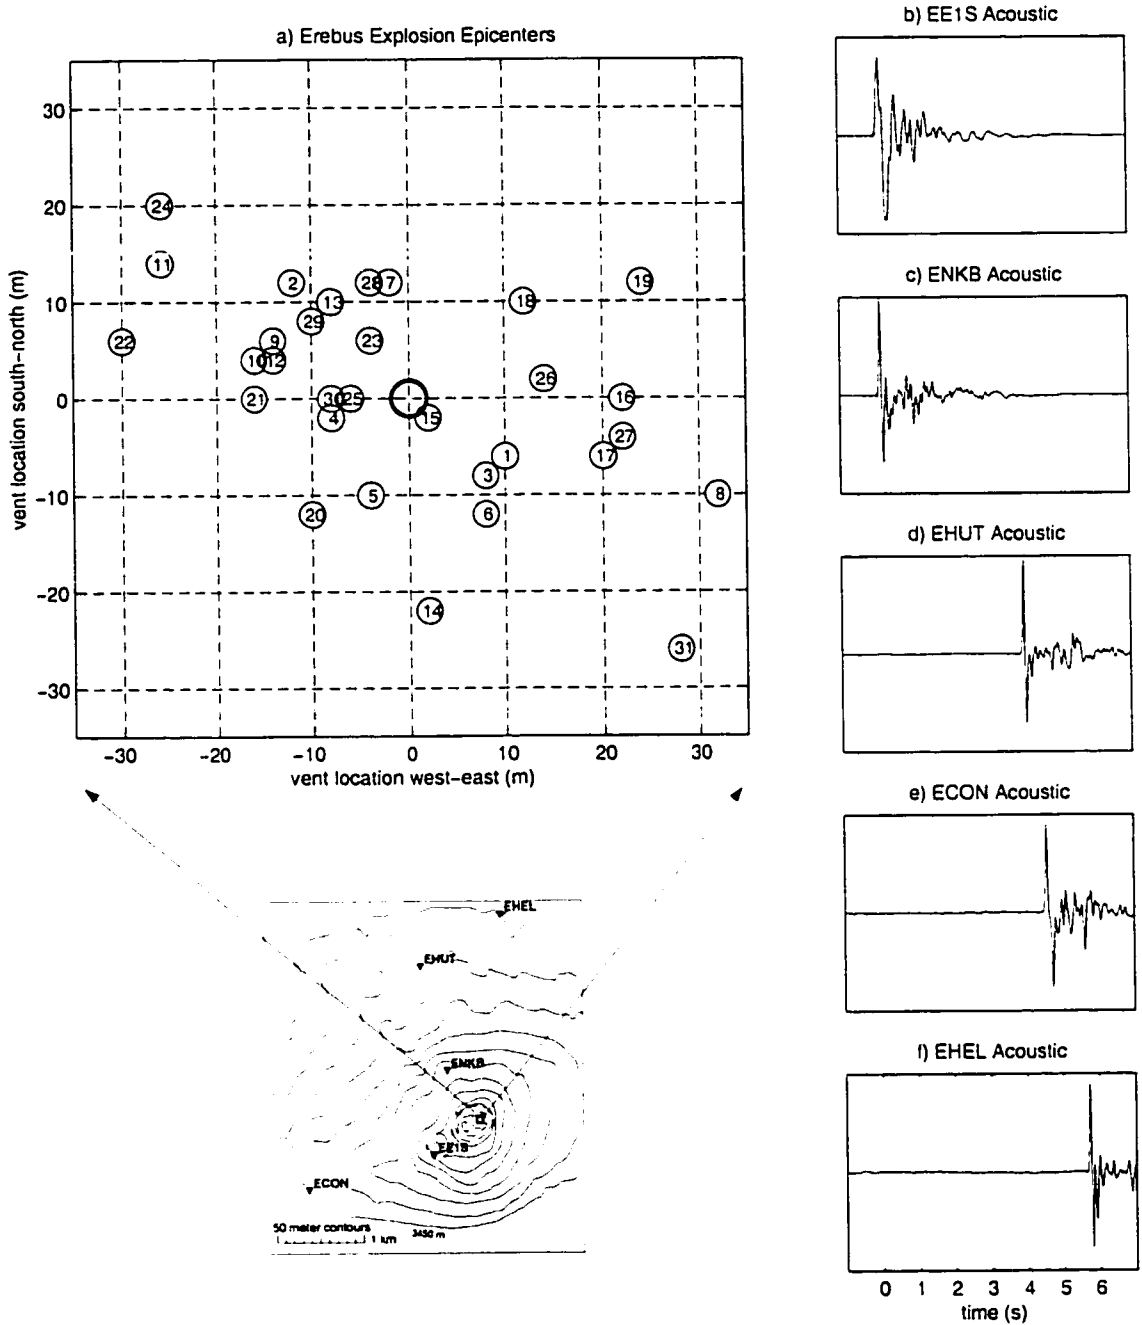 a) Erebus Explosion Epicenters
vent location south-north (m)
30
20
10
0
-10
-20
-30
24
11
2
28
7
13
29
23
22
9
10
12
21
30
25
4
15
5
20
14
19
18
26
16
27
17
1
3
6
8
31
-30
-20
-10
0
10
20
30
vent location west-east (m)
EHEL
EHUT
ENKB
EE1S
ECON
50 meter contours
1 km
3450 m
b) EE1S Acoustic
c) ENKB Acoustic
d) EHUT Acoustic
e) ECON Acoustic
f) EHEL Acoustic
0 1 2 3 4 5 6
time (s)